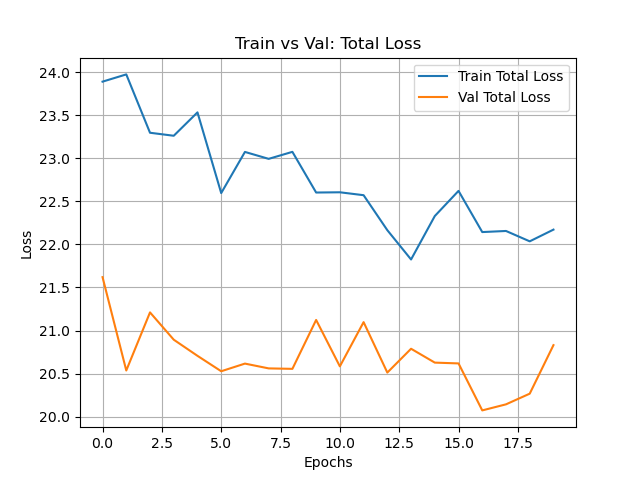 Train vs Val: Total Loss
Train Total Loss
Val Total Loss
24.0
23.5
23.0
22.5
22.0
21.5
21.0
20.5
20.0
Loss
0.0 2.5 5.0 7.5 10.0 12.5 15.0 17.5
Epochs